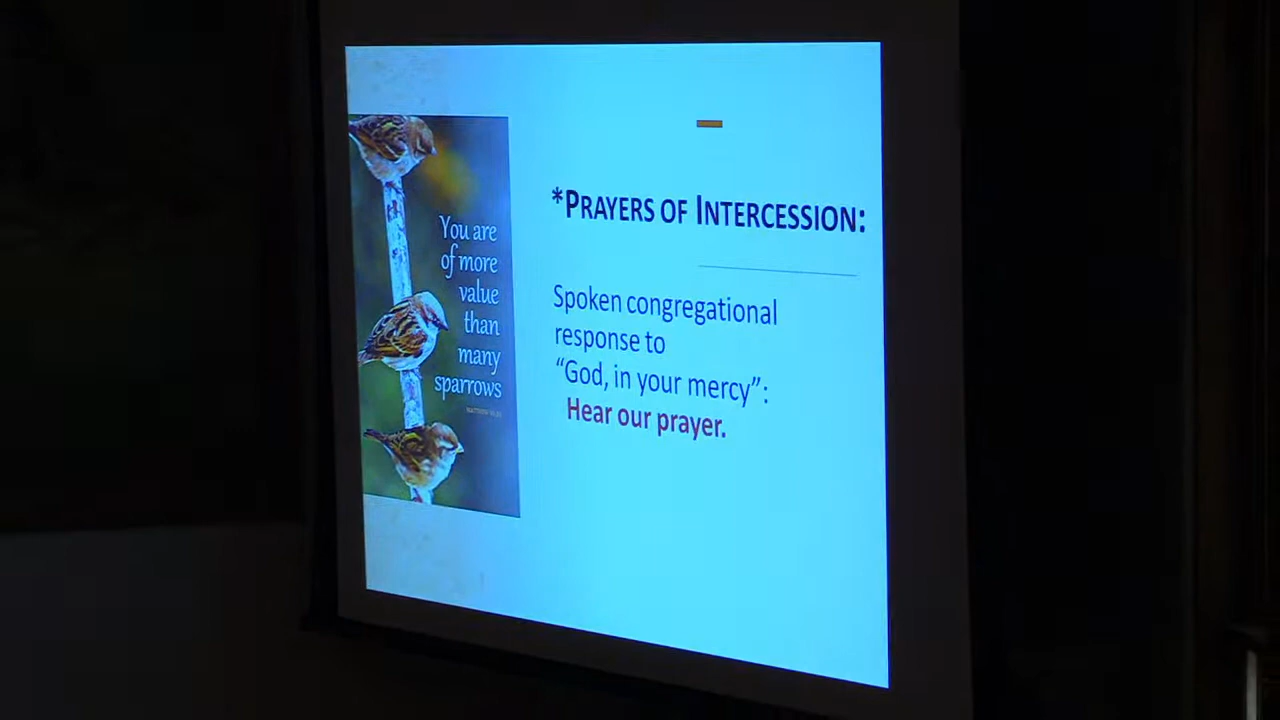 You are
of more
value
than
many
sparrows
*PRAYERS OF INTERCESSION:
Spoken congregational
response to
“God, in your mercy”:
Hear our prayer.